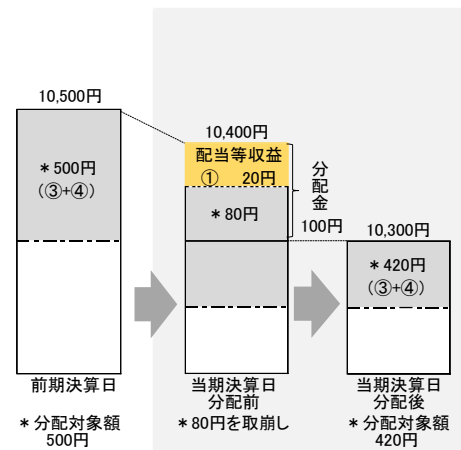 10,500円
＊500円
(③+④)
前期決算日
＊分配対象額
500円
10,400円
配当等収益
① 20円
＊80円
分配金
100円
当期決算日
分配前
＊80円を取崩し
10,300円
＊420円
(③+④)
当期決算日
分配後
＊分配対象額
420円